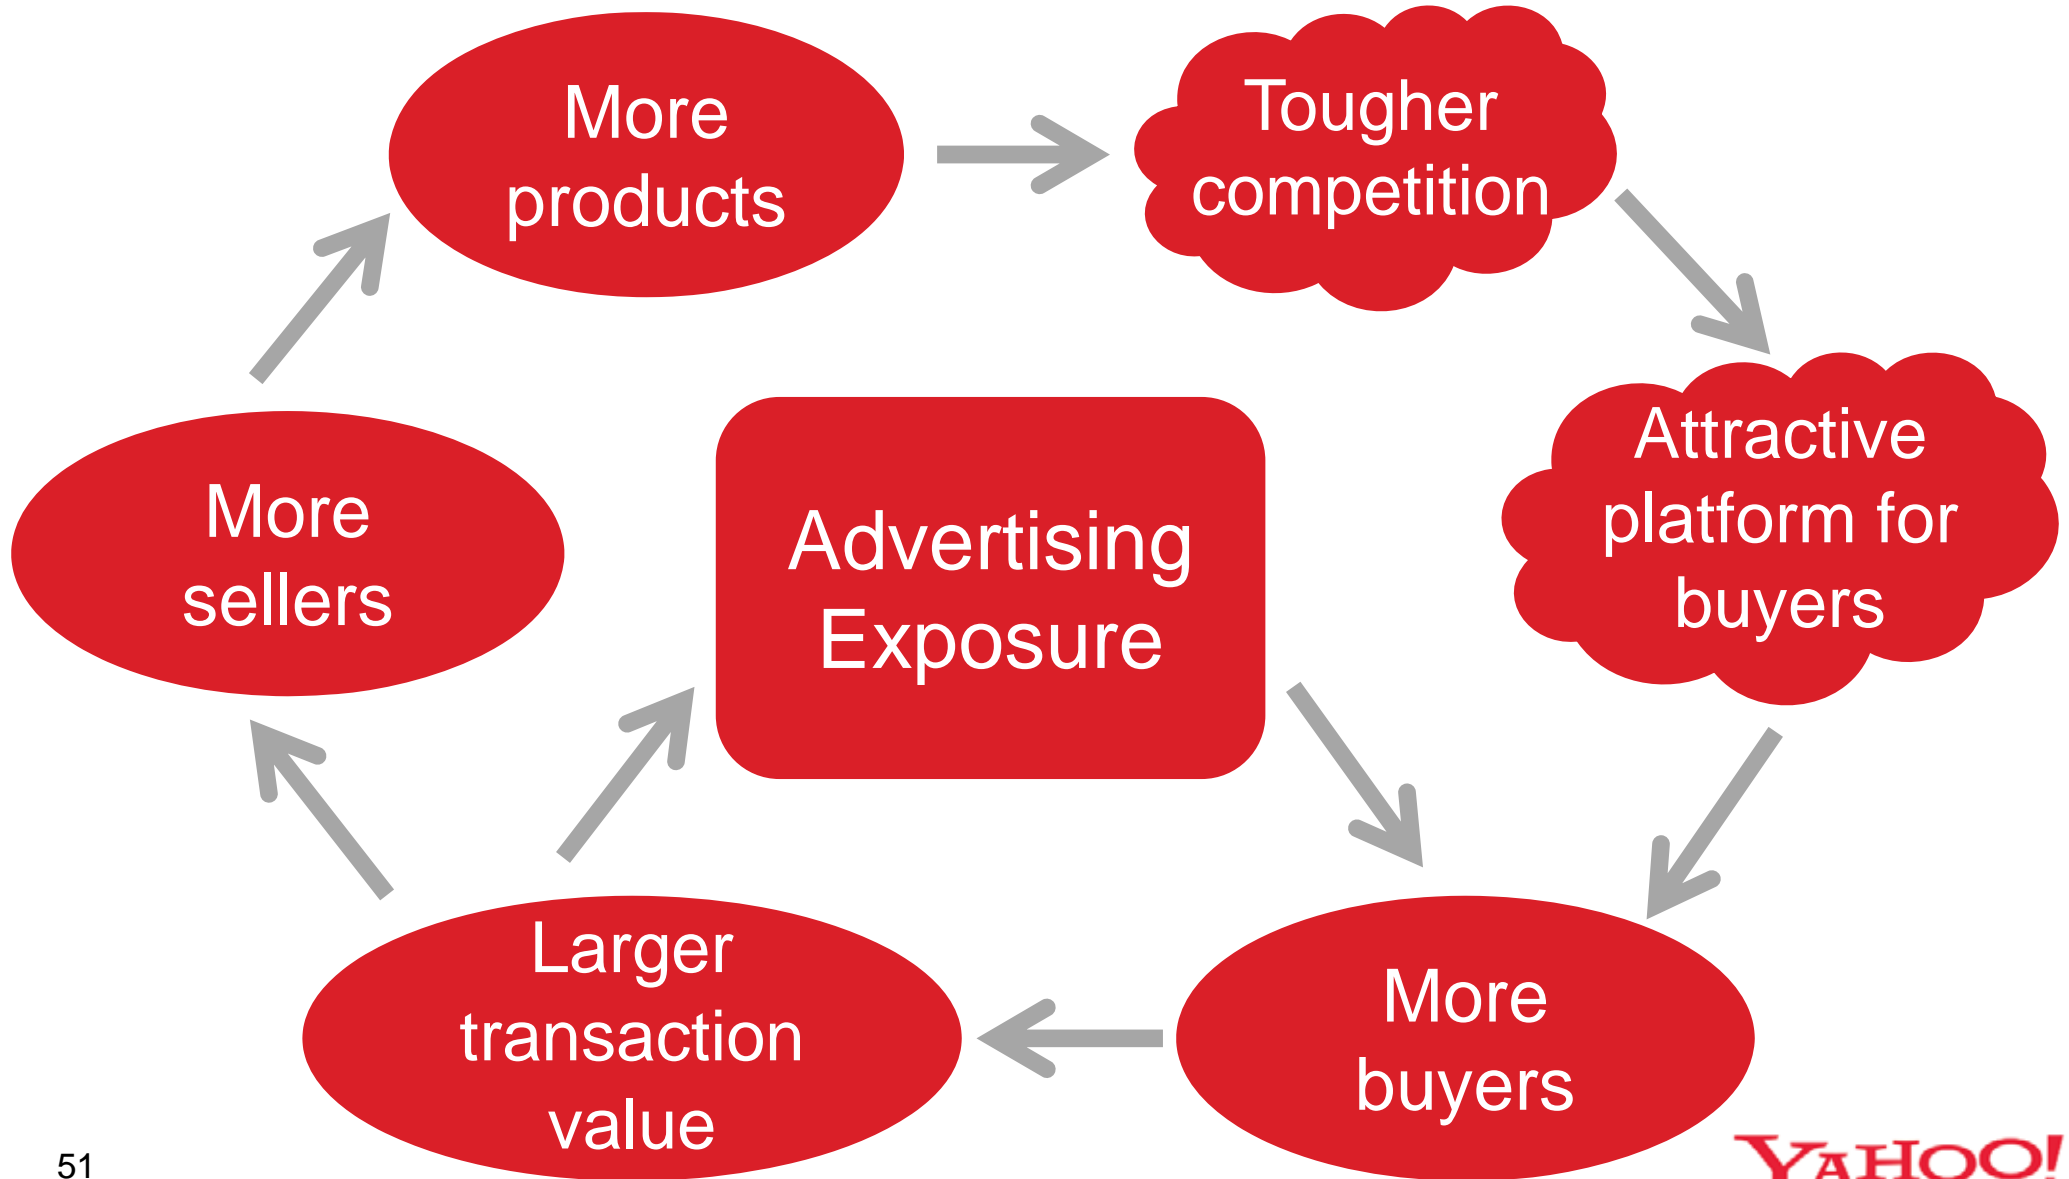 More
products
Tougher
competition
Attractive
platform for
buyers
More
sellers
Advertising
Exposure
Larger
transaction
value
More
buyers
51
YAHOO!